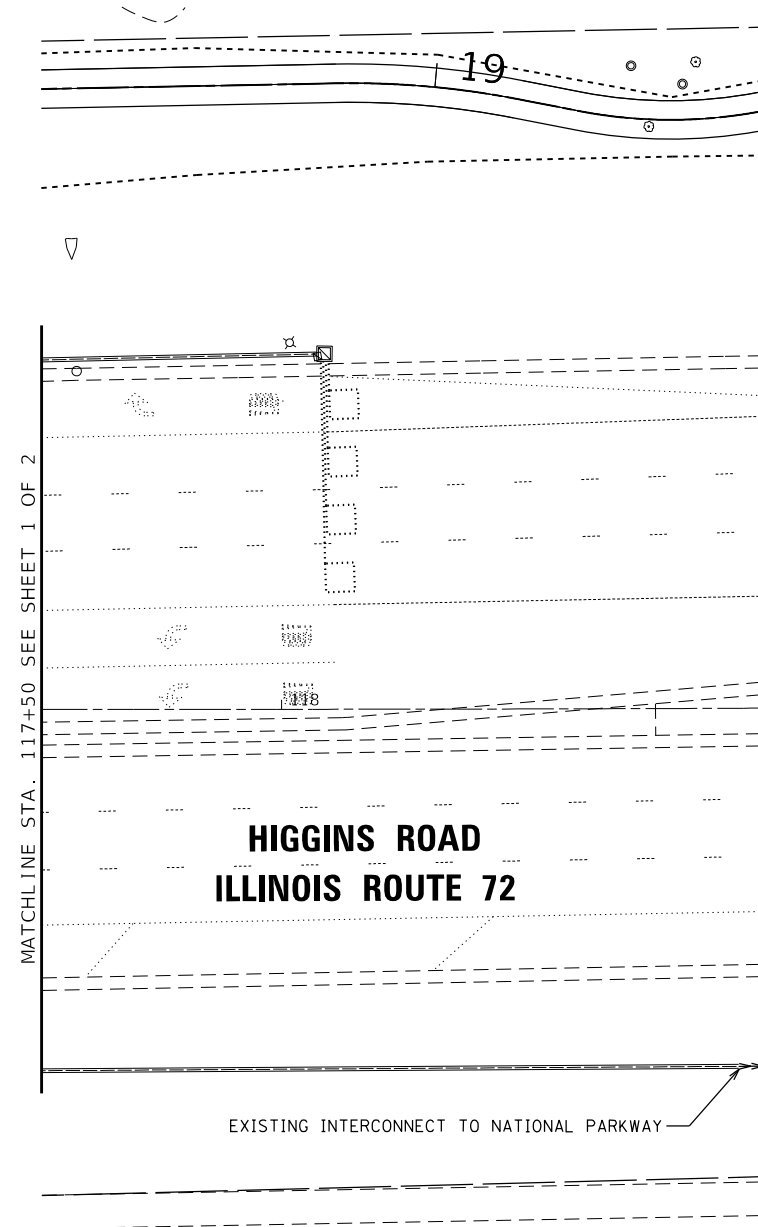 19
MATCHLINE STA. 117+50 SEE SHEET 1 OF 2
118
HIGGINS ROAD
ILLINOIS ROUTE 72
EXISTING INTERCONNECT TO NATIONAL PARKWAY